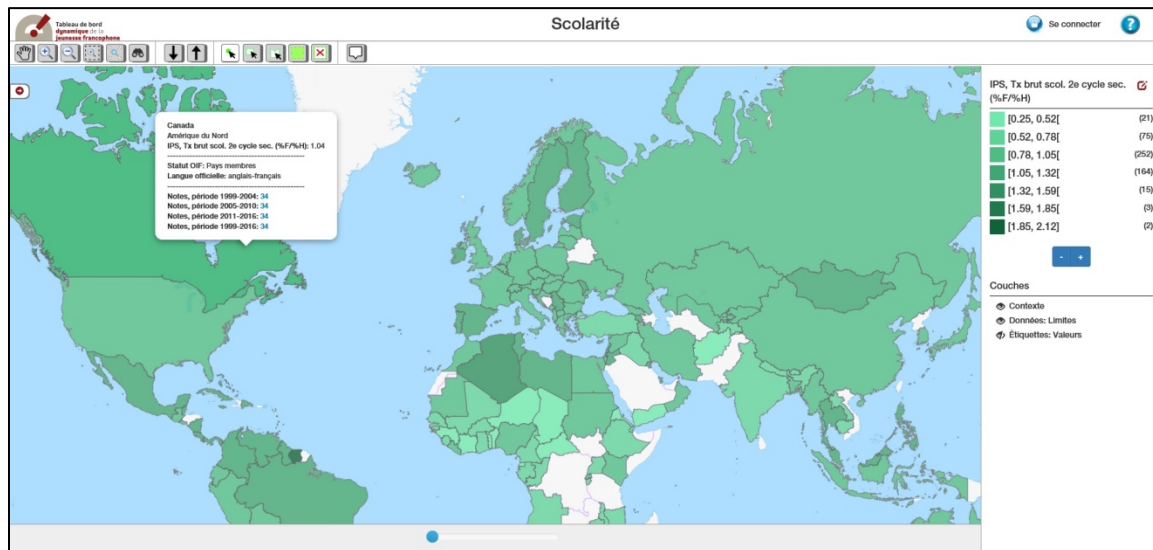 Tableau de bord
dynamique de la
jeunesse francophone
Scolarité
Se connecter
?
Canada
Amérique du Nord
IPS, Tx brut scol. 2e cycle sec. (%F/%H): 1.04
Statut OIF: Pays membres
Langue officielle: anglais-français
Notes, période 1999-2004: 34
Notes, période 2005-2010: 34
Notes, période 2011-2016: 34
Notes, période 1999-2016: 34
IPS, Tx brut scol. 2e cycle sec.
(%F/%H)
[0.25, 0.52[ (21)
[0.52, 0.78[ (75)
[0.78, 1.05[ (252)
[1.05, 1.32[ (164)
[1.32, 1.59[ (15)
[1.59, 1.85[ (3)
[1.85, 2.12] (2)
- +
Couches
Contexte
Données: Limites
Étiquettes: Valeurs